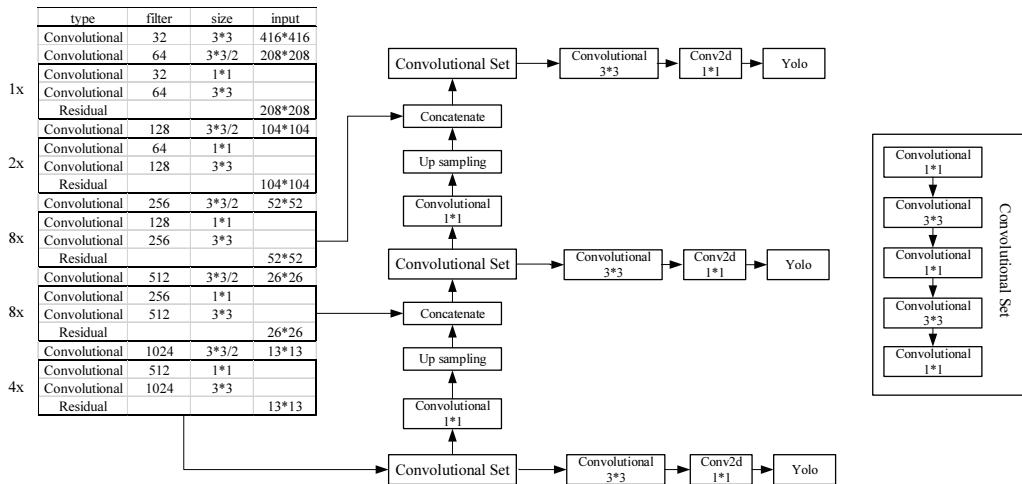 type filter size input
Convolutional 32 3*3 416*416
Convolutional 64 3*3/2 208*208
1x
Convolutional 32 1*1
Convolutional 64 3*3
Residual 208*208
Convolutional 128 3*3/2 104*104
2x
Convolutional 64 1*1
Convolutional 128 3*3
Residual 104*104
Convolutional 256 3*3/2 52*52
8x
Convolutional 128 1*1
Convolutional 256 3*3
Residual 52*52
Convolutional 512 3*3/2 26*26
8x
Convolutional 256 1*1
Convolutional 512 3*3
Residual 26*26
Convolutional 1024 3*3/2 13*13
4x
Convolutional 512 1*1
Convolutional 1024 3*3
Residual 13*13
Convolutional Set
Convolutional
3*3
Conv2d
1*1
Yolo
Concatenate
Up sampling
Convolutional
1*1
Convolutional Set
Convolutional
3*3
Conv2d
1*1
Yolo
Concatenate
Up sampling
Convolutional
1*1
Convolutional Set
Convolutional
3*3
Conv2d
1*1
Yolo
Convolutional
1*1
Convolutional
3*3
Convolutional
1*1
Convolutional
3*3
Convolutional
1*1
Convolutional Set